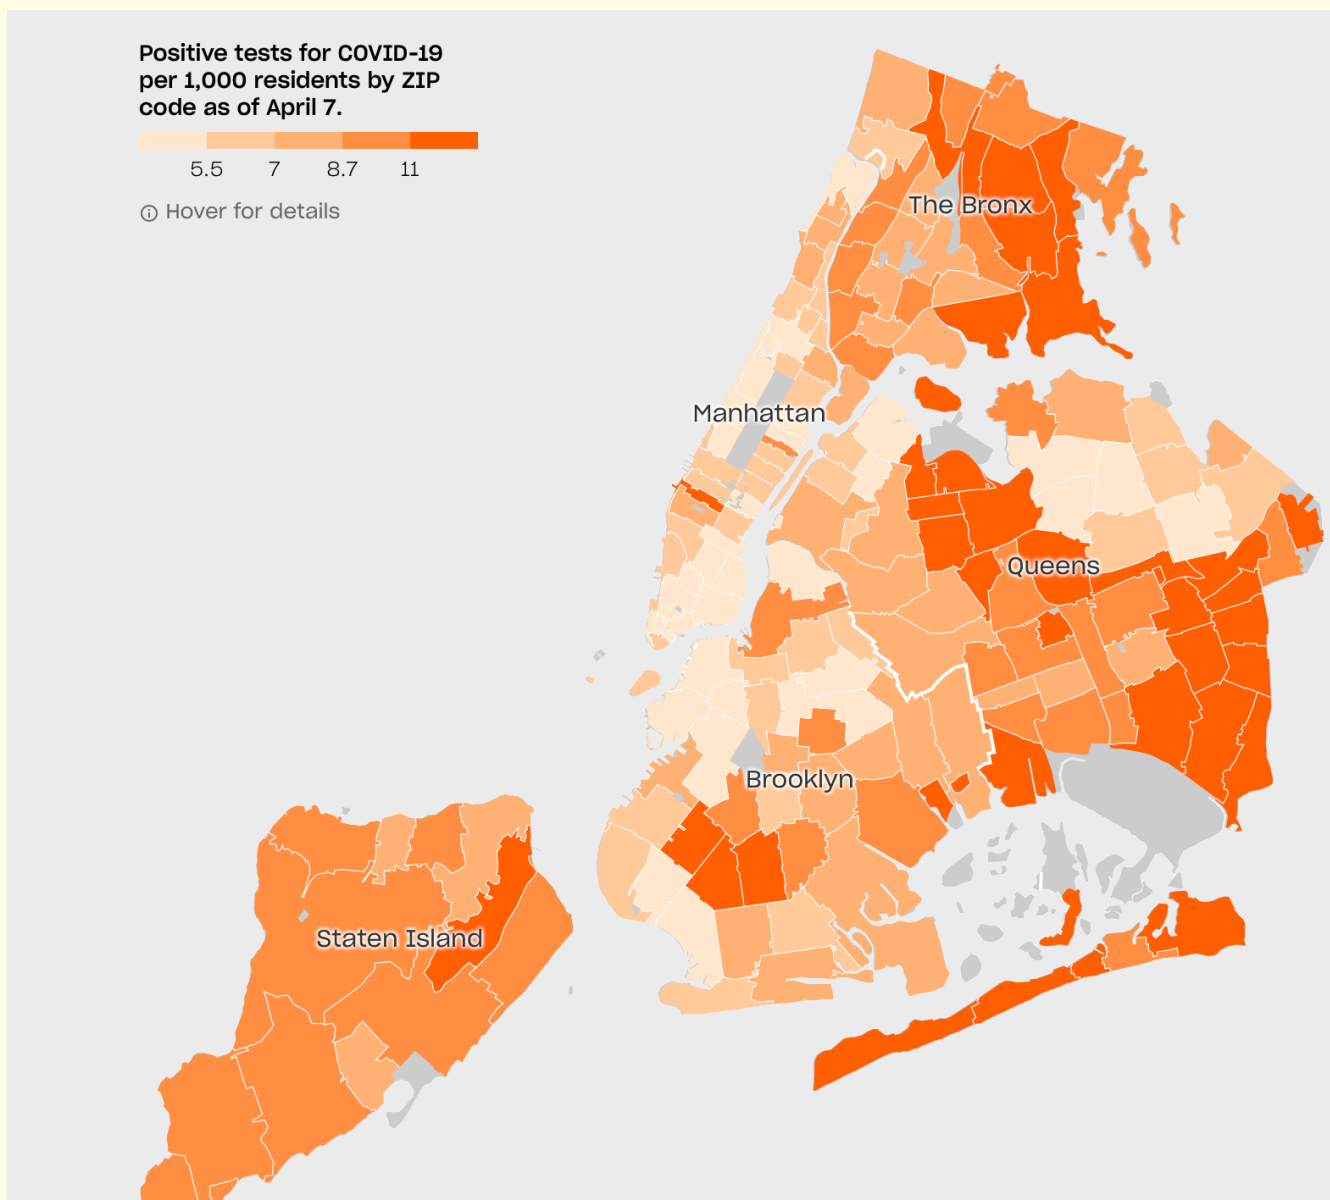 Positive tests for COVID-19
per 1,000 residents by ZIP
code as of April 7.
5.5 7 8.7 11
Hover for details
The Bronx
Manhattan
Queens
Brooklyn
Staten Island